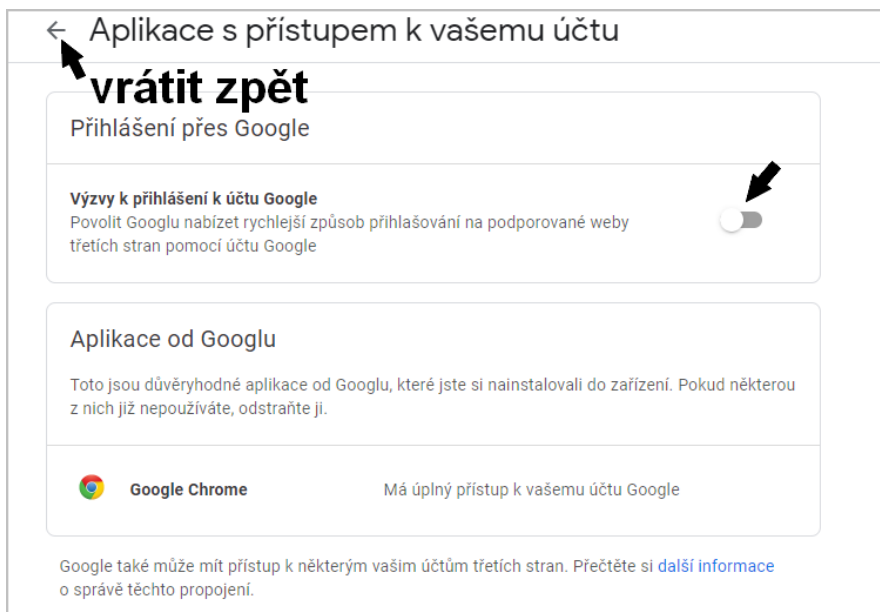 Aplikace s přístupem k vašemu účtu
vrátit zpět
Přihlášení přes Google
Výzvy k přihlášení k účtu Google
Povolit Googlu nabízet rychlejší způsob přihlašování na podporované weby
třetích stran pomocí účtu Google
Aplikace od Googlu
Toto jsou důvěryhodné aplikace od Googlu, které jste si nainstalovali do zařízení. Pokud některou
z nich již nepoužíváte, odstraňte ji.
Google Chrome Má úplný přístup k vašemu účtu Google
Google také může mít přístup k některým vašim účtům třetích stran. Přečtěte si další informace
o správě těchto propojení.